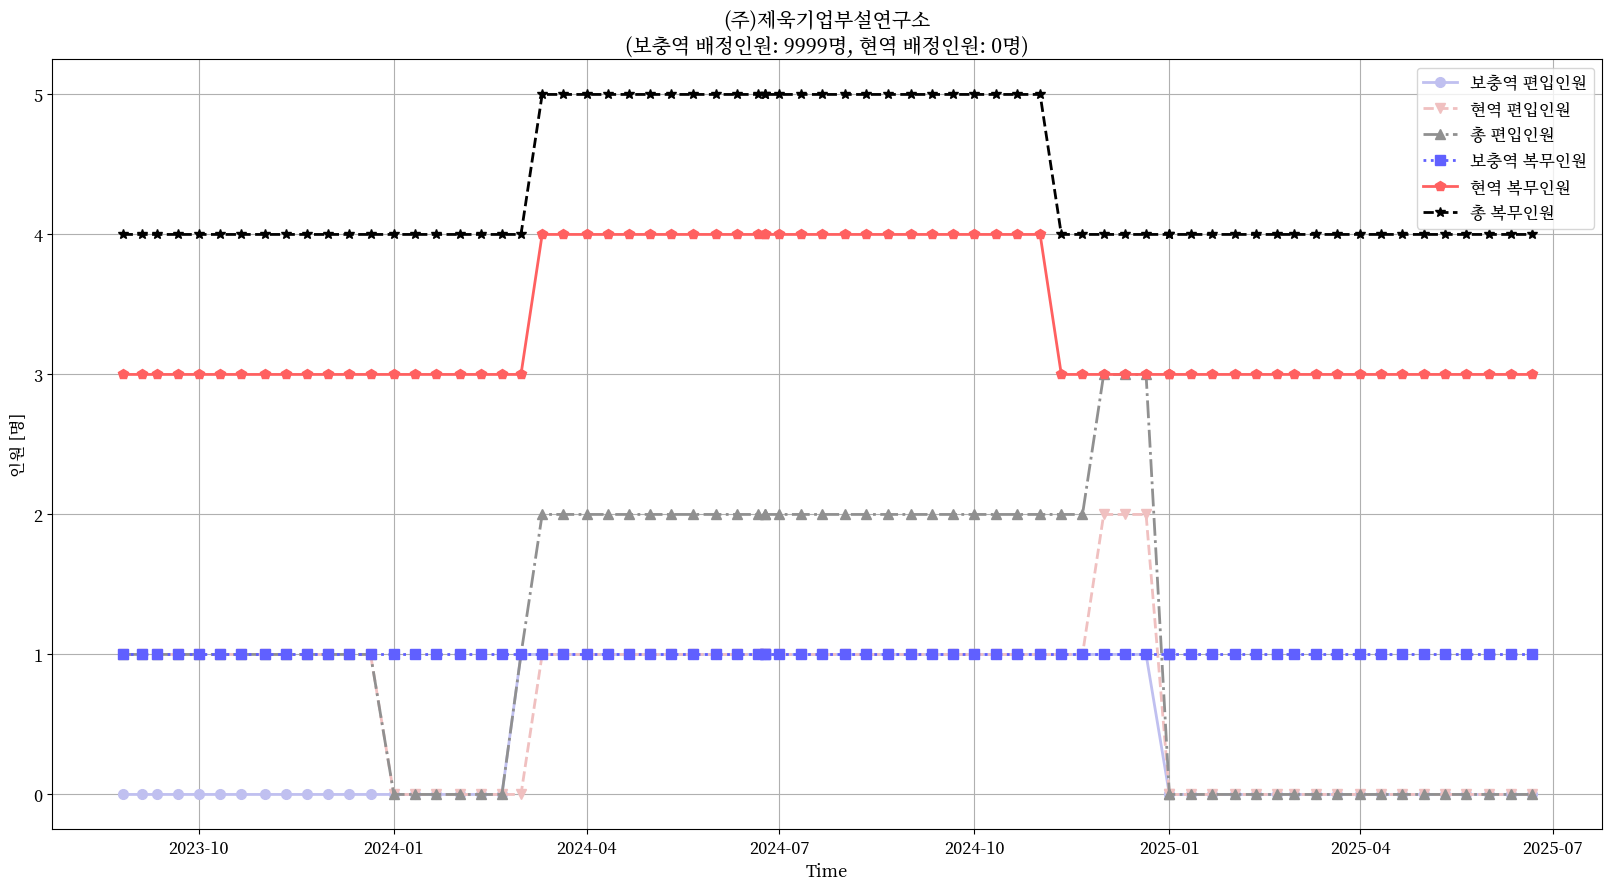 (주)제욱기업부설연구소
(보충역 배정인원: 9999명, 현역 배정인원: 0명)
보충역 편입인원
현역 편입인원
총 편입인원
보충역 복무인원
현역 복무인원
총 복무인원
인원 [명]
5
4
3
2
1
0
2023-10
2024-01
2024-04
2024-07
2024-10
2025-01
2025-04
2025-07
Time